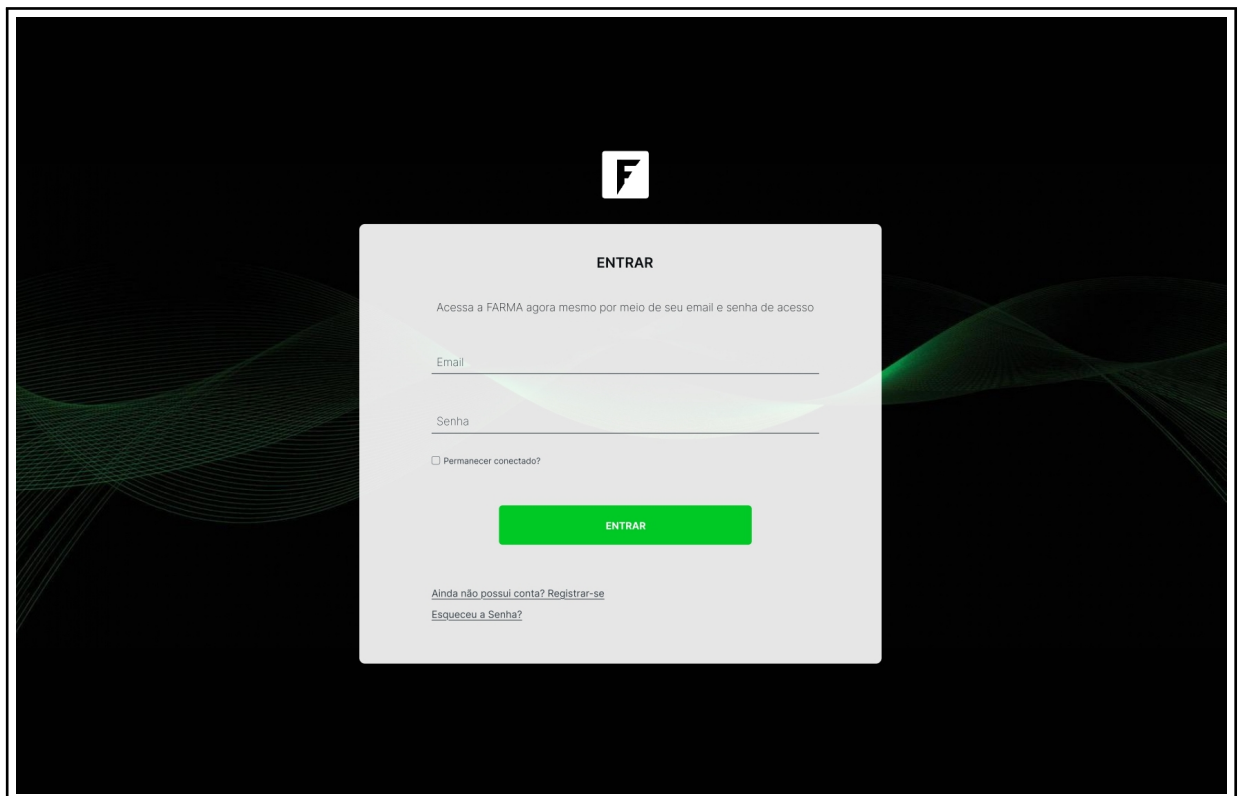 F
ENTRAR
Acessa a FARMA agora mesmo por meio de seu email e senha de acesso
Email
Senha
Permanecer conectado?
ENTRAR
Ainda não possui conta? Registrar-se
Esqueceu a Senha?